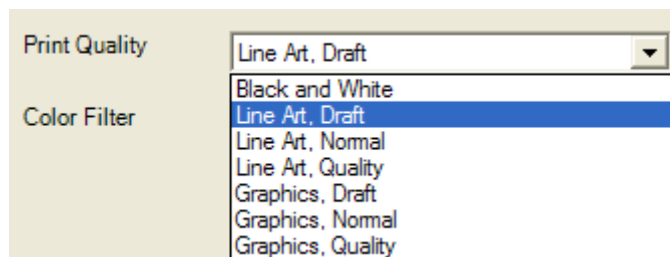 Print Quality
Line Art, Draft
Black and White
Color Filter
Line Art, Draft
Line Art, Normal
Line Art, Quality
Graphics, Draft
Graphics, Normal
Graphics, Quality